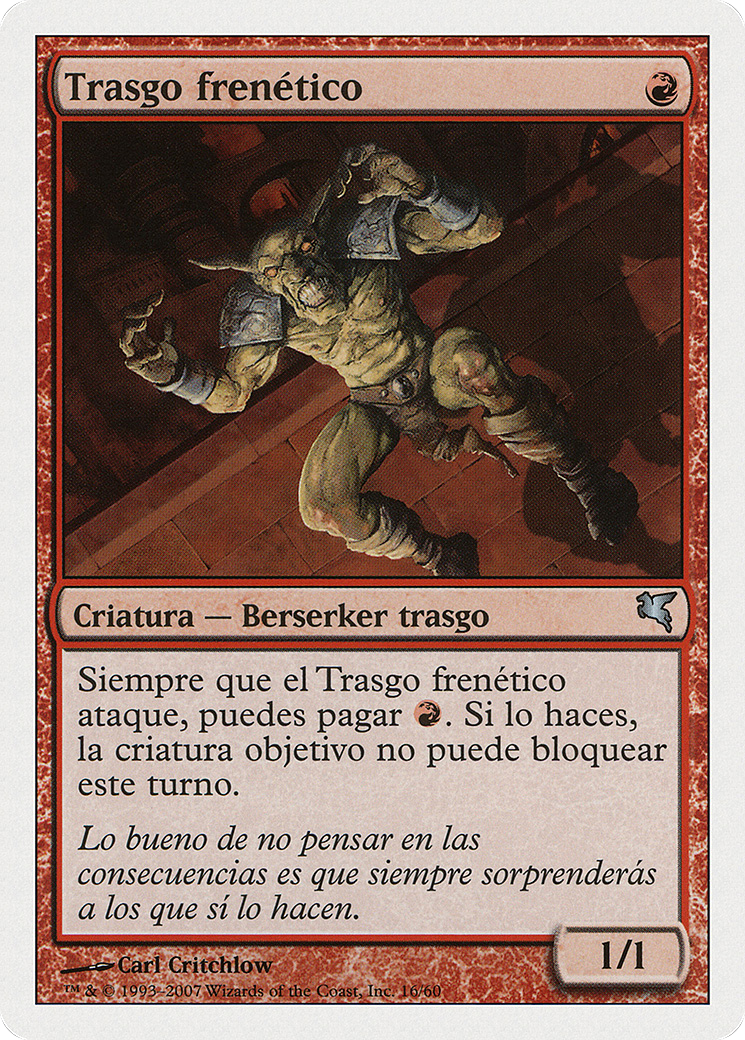 Trasgo frenético
Criatura — Berserker trasgo
Siempre que el Trasgo frenético
ataque, puedes pagar . Si lo haces,
la criatura objetivo no puede bloquear
este turno.
Lo bueno de no pensar en las
consecuencias es que siempre sorprenderás
a los que sí lo hacen.
1/1
Carl Critchlow
™ & © 1993–2007 Wizards of the Coast, Inc. 16/60